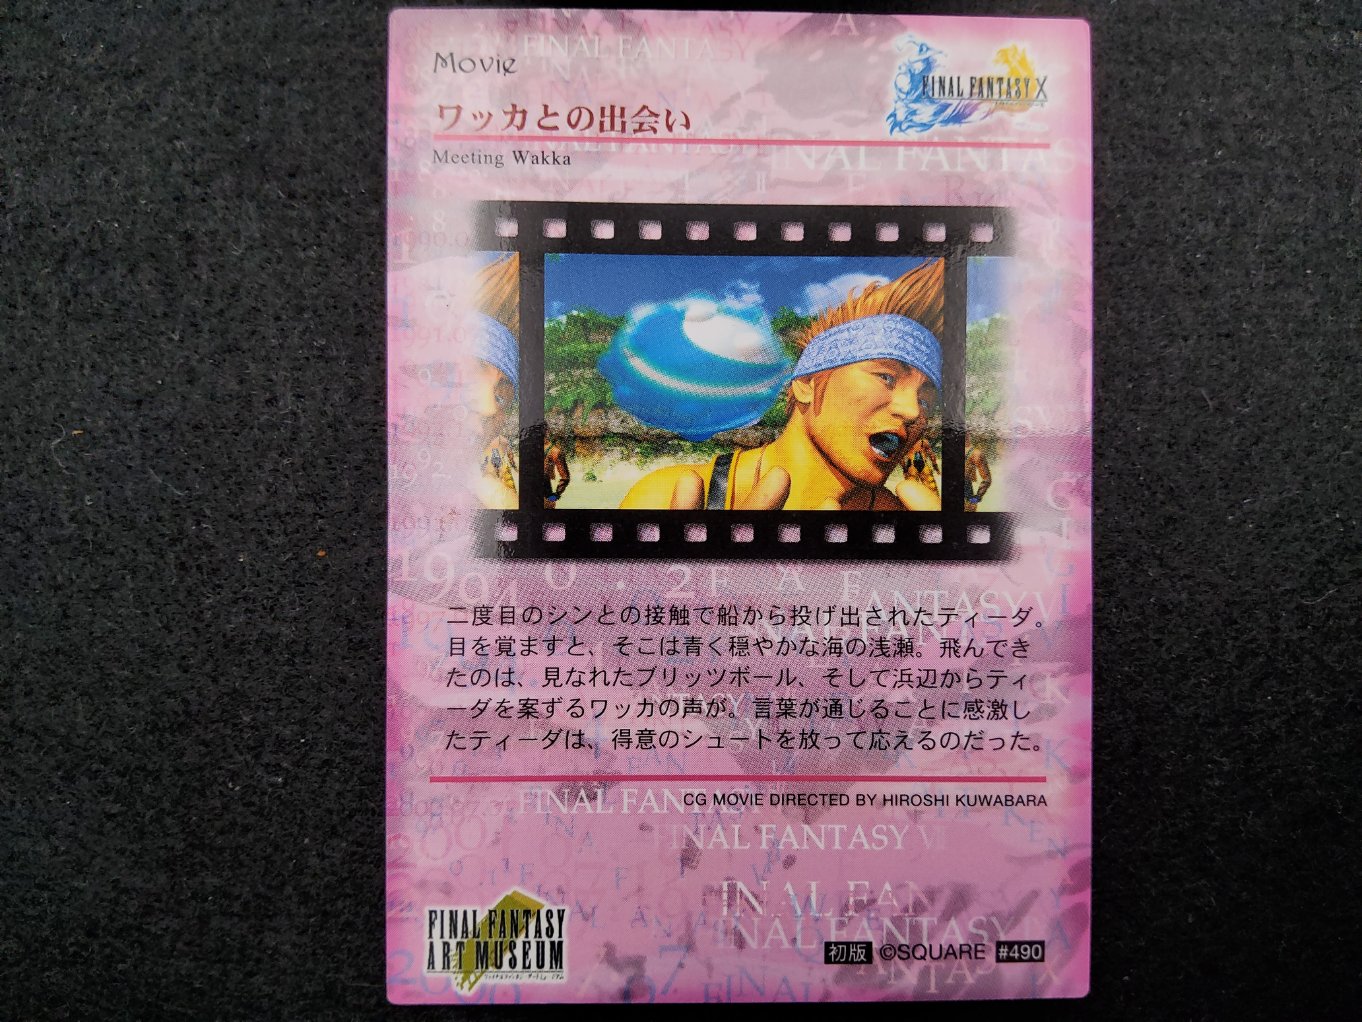 Movie
FINAL FANTASY X
ワッカとの出会い
Meeting Wakka
二度目のシンとの接触で船から投げ出されたティーダ。
目を覚ますと、そこは青く穏やかな海の浅瀬。飛んでき
たのは、見なれたブリッツボール、そして浜辺からティ
ーダを案ずるワッカの声が。言葉が通じることに感激し
たティーダは、得意のシュートを放って応えるのだった。
CG MOVIE DIRECTED BY HIROSHI KUWABARA
FINAL FANTASY
ART MUSEUM
初版 ©SQUARE #490